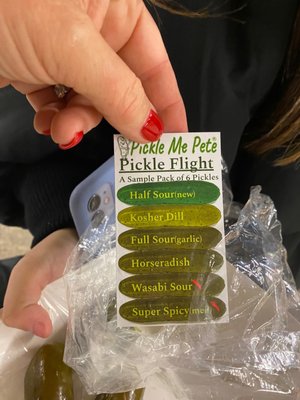 Pickle Me Pete
Pickle Flight
A Sample Pack of 6 Pickles
Half Sour(new)
Kosher Dill
Full Sour(garlic)
Horseradish
Wasabi Sour
Super Spicy